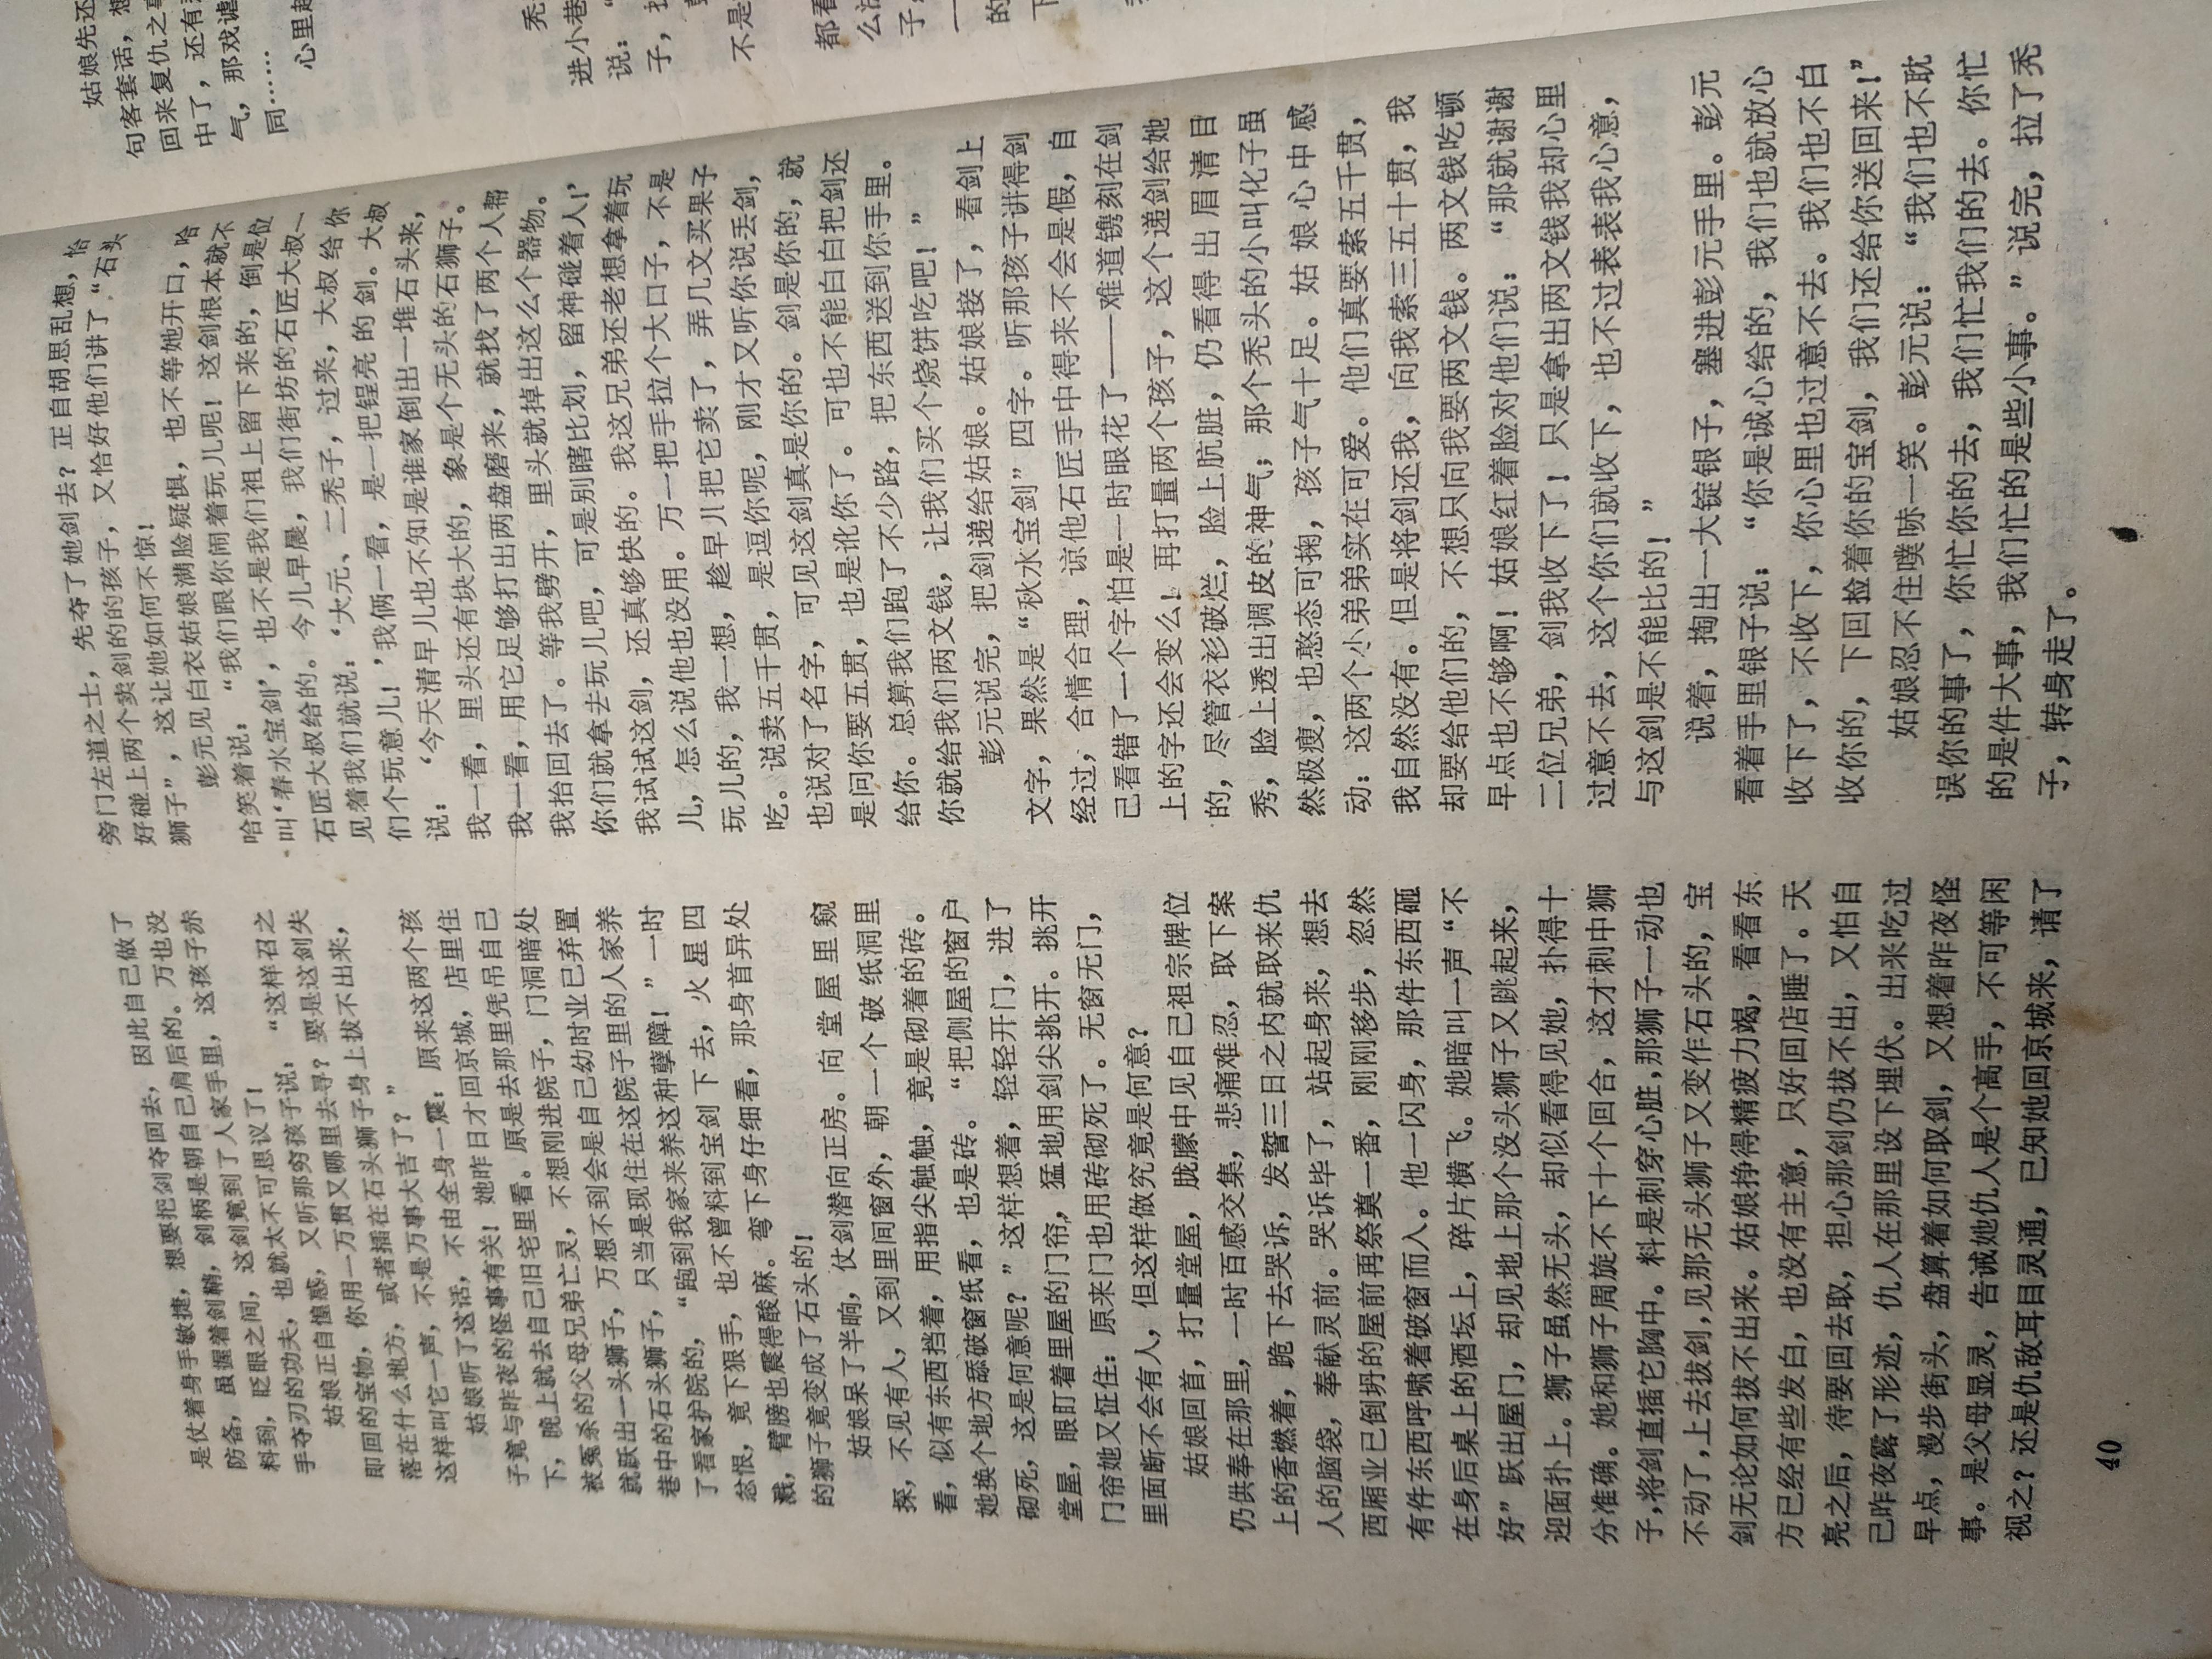 是仗着身手敏捷，想要把剑夺回去，因此自己做了
防备，虽握着剑鞘，剑柄是朝自己肩后的。万也没
料到，眨眼之间，这剑竟到了人家手里，这孩子赤
手夺刃的功夫，也就太不可思议了！
姑娘正自惶惑，又听那穷孩子说：“这样召之
即回的宝物，你用一万贯又哪里去寻？要是这剑失
落在什么地方，或者插在石头狮子身上拔不出来，
这样叫它一声，不是万事大吉了？”
姑娘听了这话，不由全身一震：原来这两个孩
子竟与昨夜的怪事有关！她昨日才回京城，店里住
下，晚上就去自己旧宅里看。原是去那里凭吊自己
被冤杀的父母兄弟亡灵，不想刚进院子，门洞暗处
就跃出一头狮子，万想不到会是自己幼时业已弃置
巷中的石头狮子，只当是现住在这院子里的人家养
了看家护院的，“跑到我家来养这种孽障！”一时
忿恨，竟下狠手，也不曾料到宝剑下去，火星四
溅，臂膀也震得酸麻。弯下身仔细看，那身首异处
的狮子竟变成了石头的！
姑娘呆了半晌，仗剑潜向正房。向堂屋里窥
探，不见有人，又到里间窗外，朝一个破纸洞里
看，似有东西挡着，用指尖触触，竟是砌着的砖。
她换个地方舔破窗纸看，也是砖。“把侧屋的窗户
砌死，这是何意呢？”这样想着，轻轻开门，进了
堂屋，眼盯着里屋的门帘，猛地用剑尖挑开。挑开
门帘她又怔住：原来门也用砖砌死了。无窗无门，
里面断不会有人，但这样做究竟是何意？
姑娘回首，打量堂屋，胧朦中见自己祖宗牌位
仍供奉在那里，一时百感交集，悲痛难忍，取下案
上的香燃着，跪下去哭诉，发誓三日之内就取来仇
人的脑袋，奉献灵前。哭诉毕了，站起身来，想去
西厢业已倒坍的屋前再祭奠一番，刚刚移步，忽然
有件东西呼啸着破窗而入。他一闪身，那件东西砸
在身后桌上的酒坛上，碎片横飞。她暗叫一声“不
好”跃出屋门，却见地上那个没头狮子又跳起来，
迎面扑上。狮子虽然无头，却似看得见她，扑得十
分准确。她和狮子周旋不下十个回合，这才刺中狮
子，将剑直插它胸中。料是刺穿心脏，那狮子一动也
不动了，上去拔剑，见那无头狮子又变作石头的，宝
剑无论如何拔不出来。姑娘挣得精疲力竭，看看东
方已经有些发白，也没有主意，只好回店睡了。天
亮之后，待要回去取，担心那剑仍拔不出，又怕自
己昨夜露了形迹，仇人在那里设下埋伏。出来吃过
早点，漫步街头，盘算着如何取剑，又想着昨夜怪
事。是父母显灵，告诫她仇人是个高手，不可等闲
视之？还是仇敌耳目灵通，已知她回京城来，请了
旁门左道之士，先夺了她剑去？正自胡思乱想，恰
好碰上两个卖剑的的孩子，又恰好他们讲了“石头
狮子”，这让她如何不惊！
彭元见白衣姑娘满脸疑惧，也不等她开口，哈
哈笑着说：“我们跟你闹着玩儿呢！这剑根本就不
叫‘春水宝剑’，也不是我们祖上留下来的，倒是位
石匠大叔给的。今儿早晨，我们街坊的石匠大叔一
见着我们就说：‘大元、二秃子，过来，大叔给你
们个玩意儿！’我俩一看，是一把锃亮的剑。大叔
说：‘今天清早儿也不知是谁家倒出一堆石头来，
我一看，里头还有块大的，象是个无头的石狮子。
我一看，用它足够打出两盘磨来，就找了两个人帮
我抬回去了。等我劈开，里头就掉出这么个器物。
你们就拿去玩儿吧，可是别瞎比划，留神碰着人！’
我试试这剑，还真够快的。我这兄弟还老想拿着玩
儿，怎么说他也没用。万一把手拉个大口子，不是
玩儿的，我一想，趁早儿把它卖了，弄几文买果子
吃。说卖五千贯，是逗你呢，刚才又听你说丢剑，
也说对了名字，可见这剑真是你的。剑是你的，就
是问你要五贯，也是讹你了。可也不能白白把剑还
给你。总算我们跑了不少路，把东西送到你手里。
你就给我们两文钱，让我们买个烧饼吃吧！”
彭元说完，把剑递给姑娘。姑娘接了，看剑上
文字，果然是“秋水宝剑”四字。听那孩子讲得剑
经过，合情合理，谅他石匠手中得来不会是假，自
己看错了一个字怕是一时眼花了——难道镌刻在剑
上的字还会变么！再打量两个孩子，这个递剑给她
的，尽管衣衫破烂，脸上肮脏，仍看得出眉清目
秀，脸上透出调皮的神气；那个秃头的小叫化子虽
然极瘦，也憨态可掬，孩子气十足。姑娘心中感
动：这两个小弟弟实在可爱。他们真要索五千贯，
我自然没有。但是将剑还我，向我索三五十贯，我
却要给他们的，不想只向我要两文钱。两文钱吃顿
早点也不够啊！姑娘红着脸对他们说：“那就谢谢
二位兄弟，剑我收下了！只是拿出两文钱我却心里
过意不去，这个你们就收下，也不过表表我心意，
与这剑是不能比的！”
说着，掏出一大锭银子，塞进彭元手里。彭元
看着手里银子说：“你是诚心给的，我们也就放心
收下了，不收下，你心里也过意不去。我们也不白
收你的，下回捡着你的宝剑，我们还给你送回来！”
姑娘忍不住噗哧一笑。彭元说：“我们也不耽
误你的事了，你忙你的去，我们忙我们的去。你忙
的是件大事，我们忙的是些小事。”说完，拉了秃
子，转身走了。
40
姑娘先还
句客套话，想
回来复仇之事
中了，还有
气，那戏谑
同……
心里起
秃
进小巷
说：“
子，
不是
都看
么
子，
一
的
下